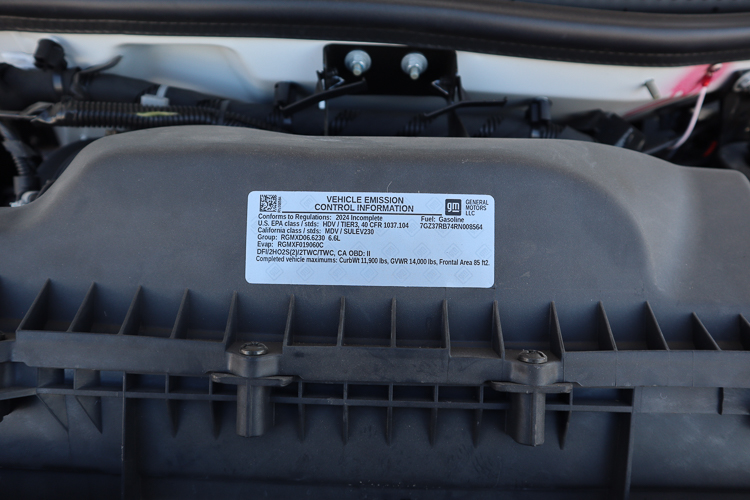 VEHICLE EMISSION
CONTROL INFORMATION
gm GENERAL MOTORS LLC
Conforms to Regulations: 2024 Incomplete Fuel: Gasoline
U.S. EPA class / stds: HDV / TIER3, 40 CFR 1037.104 7GZ37RB74RN008564
California class / stds: MDV / SULEV230
Group: RGMXD06.6230 6.6L
Evap: RGMXF019060C
DFI/2HO2S(2)/2TWC/TWC, CA OBD: II
Completed vehicle maximums: CurbWt 11,900 lbs, GVWR 14,000 lbs, Frontal Area 85 ft2.